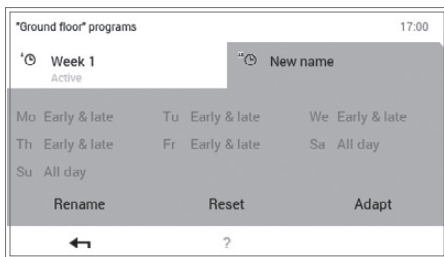 "Ground floor" programs 17:00
Week 1 New name
Active
Mo Early & late Tu Early & late We Early & late
Th Early & late Fr Early & late Sa All day
Su All day
Rename Reset Adapt
?